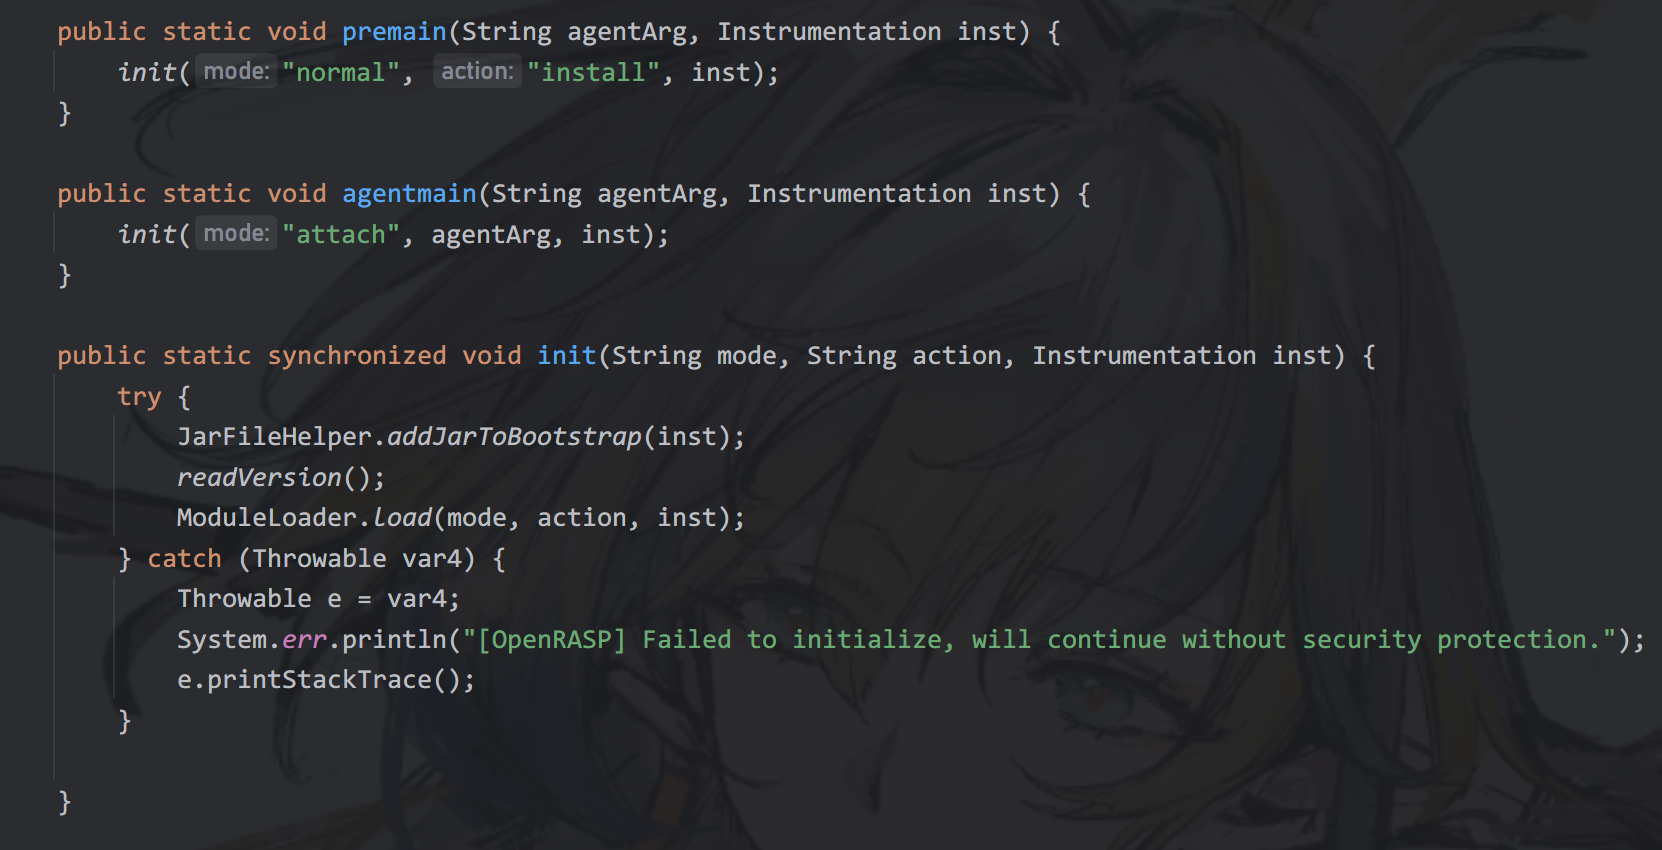 public static void premain(String agentArg, Instrumentation inst) {
init( mode: "normal", action: "install", inst);
}
public static void agentmain(String agentArg, Instrumentation inst) {
init( mode: "attach", agentArg, inst);
}
public static synchronized void init(String mode, String action, Instrumentation inst) {
try {
JarFileHelper.addJarToBootstrap(inst);
readVersion();
ModuleLoader.load(mode, action, inst);
} catch (Throwable var4) {
Throwable e = var4;
System.err.println("[OpenRASP] Failed to initialize, will continue without security protection.");
e.printStackTrace();
}
}